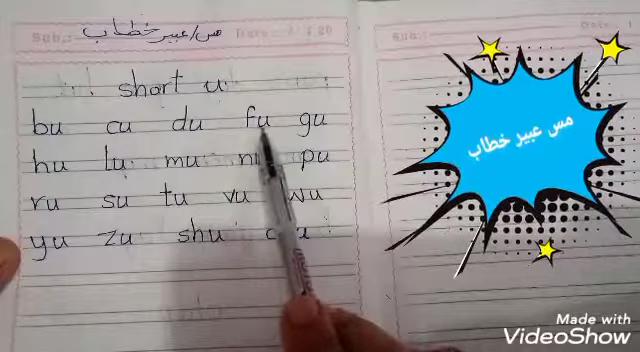 مس/عبير خطاب
short u
bu cu du fu gu
hu lu mu nu pu
ru su tu vu wu
yu zu shu
مس عبير خطاب
Made with
VideoShow